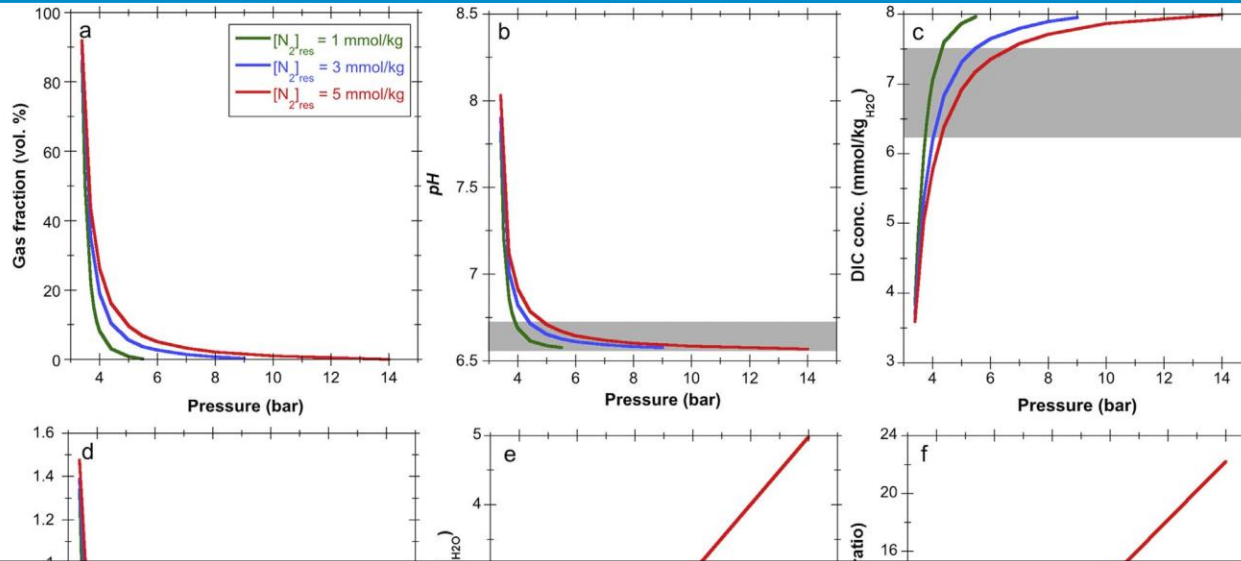 a
[N2]res = 1 mmol/kg
[N2]res = 3 mmol/kg
[N2]res = 5 mmol/kg
100
80
60
40
20
0
4 6 8 10 12 14
Gas fraction (vol. %)
Pressure (bar)
b
8.5
8
7.5
7
6.5
4 6 8 10 12 14
pH
Pressure (bar)
c
8
7
6
5
4
3
4 6 8 10 12 14
DIC conc. (mmol/kgH2O)
Pressure (bar)
d
1.6
1.4
1.2
e
5
4
H2O)
f
24
20
16
ratio)